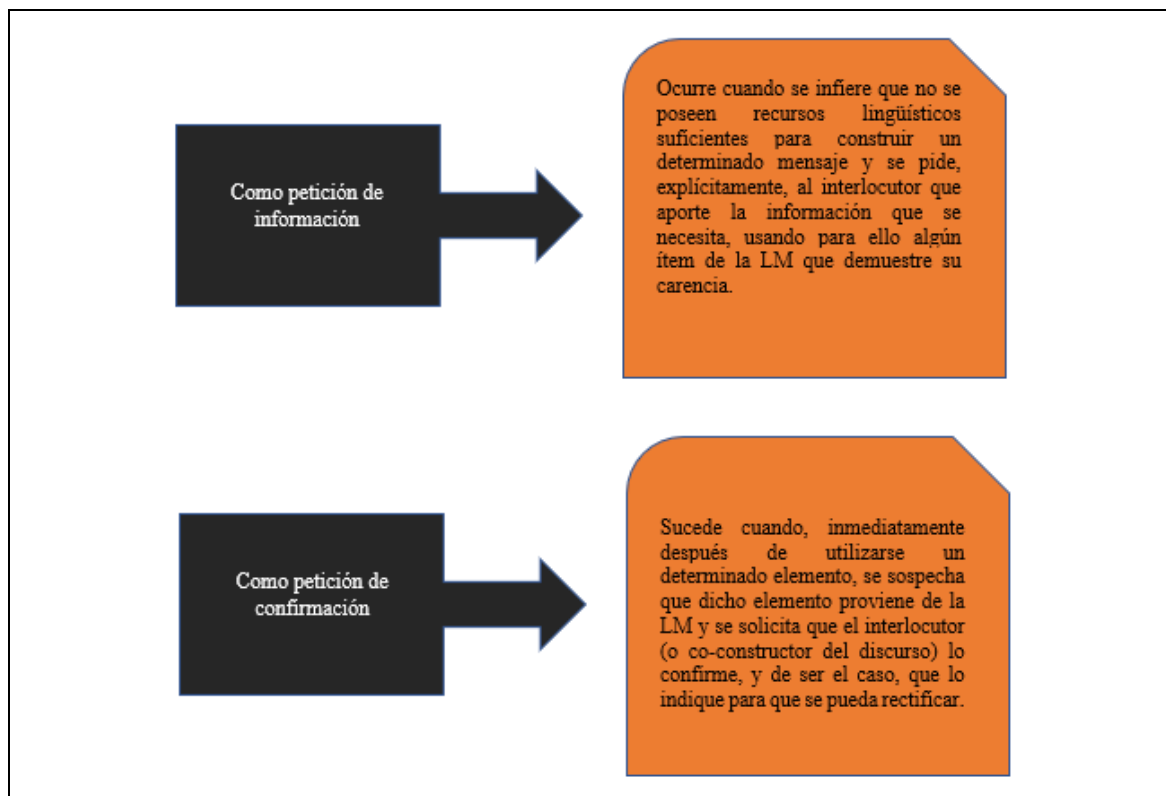 Como petición de
información
Ocurre cuando se infiere que no se
poseen recursos lingüísticos
suficientes para construir un
determinado mensaje y se pide,
explícitamente, al interlocutor que
aporte la información que se
necesita, usando para ello algún
ítem de la LM que demuestre su
carencia.
Como petición de
confirmación
Sucede cuando, inmediatamente
después de utilizarse un
determinado elemento, se sospecha
que dicho elemento proviene de la
LM y se solicita que el interlocutor
(o co-constructor del discurso) lo
confirme, y de ser el caso, que lo
indique para que se pueda rectificar.